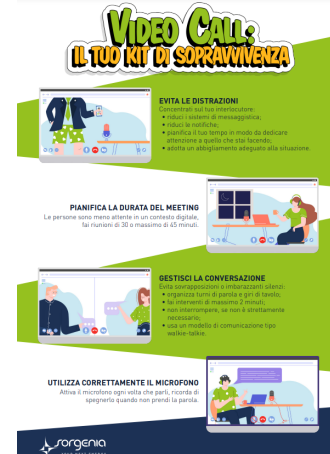 VIDEO CALL:
IL TUO KIT DI SOPRAVVIVENZA
EVITA LE DISTRAZIONI
Concentrati sul tuo interlocutore:
• riduci i sistemi di messaggistica;
• riduci le notifiche;
• pianifica il tuo tempo in modo da dedicare
attenzione a quello che stai facendo;
• adotta un abbigliamento adeguato alla situazione.
PIANIFICA LA DURATA DEL MEETING
Le persone sono meno attente in un contesto digitale,
fai riunioni di 30 o massimo di 45 minuti.
GESTISCI LA CONVERSAZIONE
Evita sovrapposizioni o imbarazzanti silenzi:
• organizza turni di parola e giri di tavolo;
• fai interventi di massimo 2 minuti;
• non interrompere, se non è strettamente
necessario;
• usa un modello di comunicazione tipo
walkie-talkie.
UTILIZZA CORRETTAMENTE IL MICROFONO
Attiva il microfono ogni volta che parli, ricorda di
spegnerlo quando non prendi la parola.
sorgenia